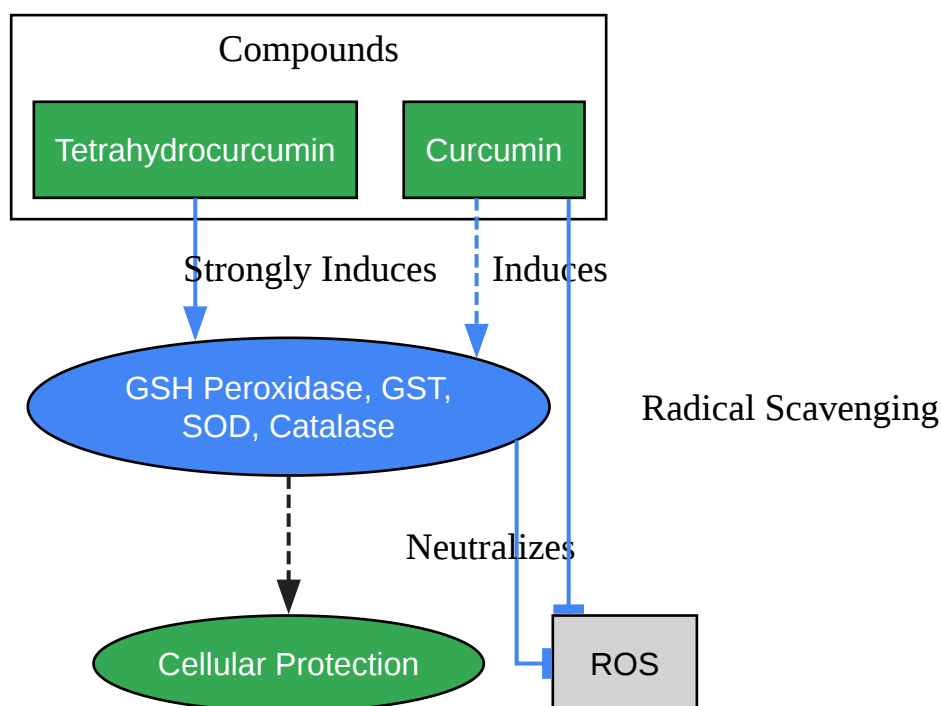 Compounds
Tetrahydrocurcumin
Curcumin
Strongly Induces
Induces
GSH Peroxidase, GST,
SOD, Catalase
Radical Scavenging
Neutralizes
Cellular Protection
ROS